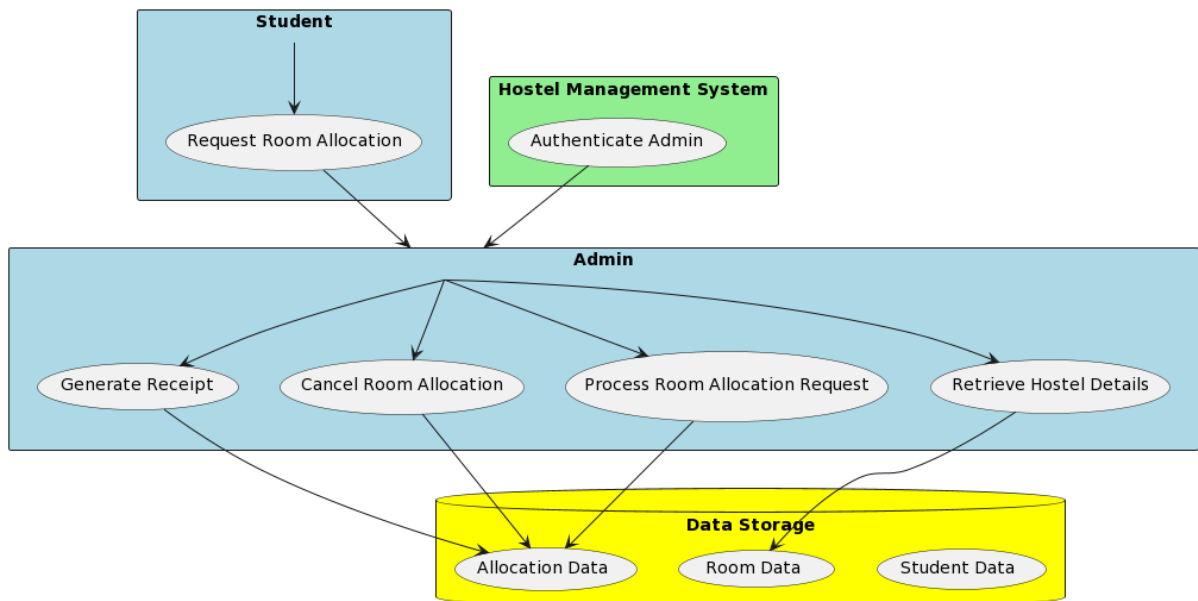 Student
Request Room Allocation
Hostel Management System
Authenticate Admin
Admin
Generate Receipt
Cancel Room Allocation
Process Room Allocation Request
Retrieve Hostel Details
Data Storage
Allocation Data
Room Data
Student Data